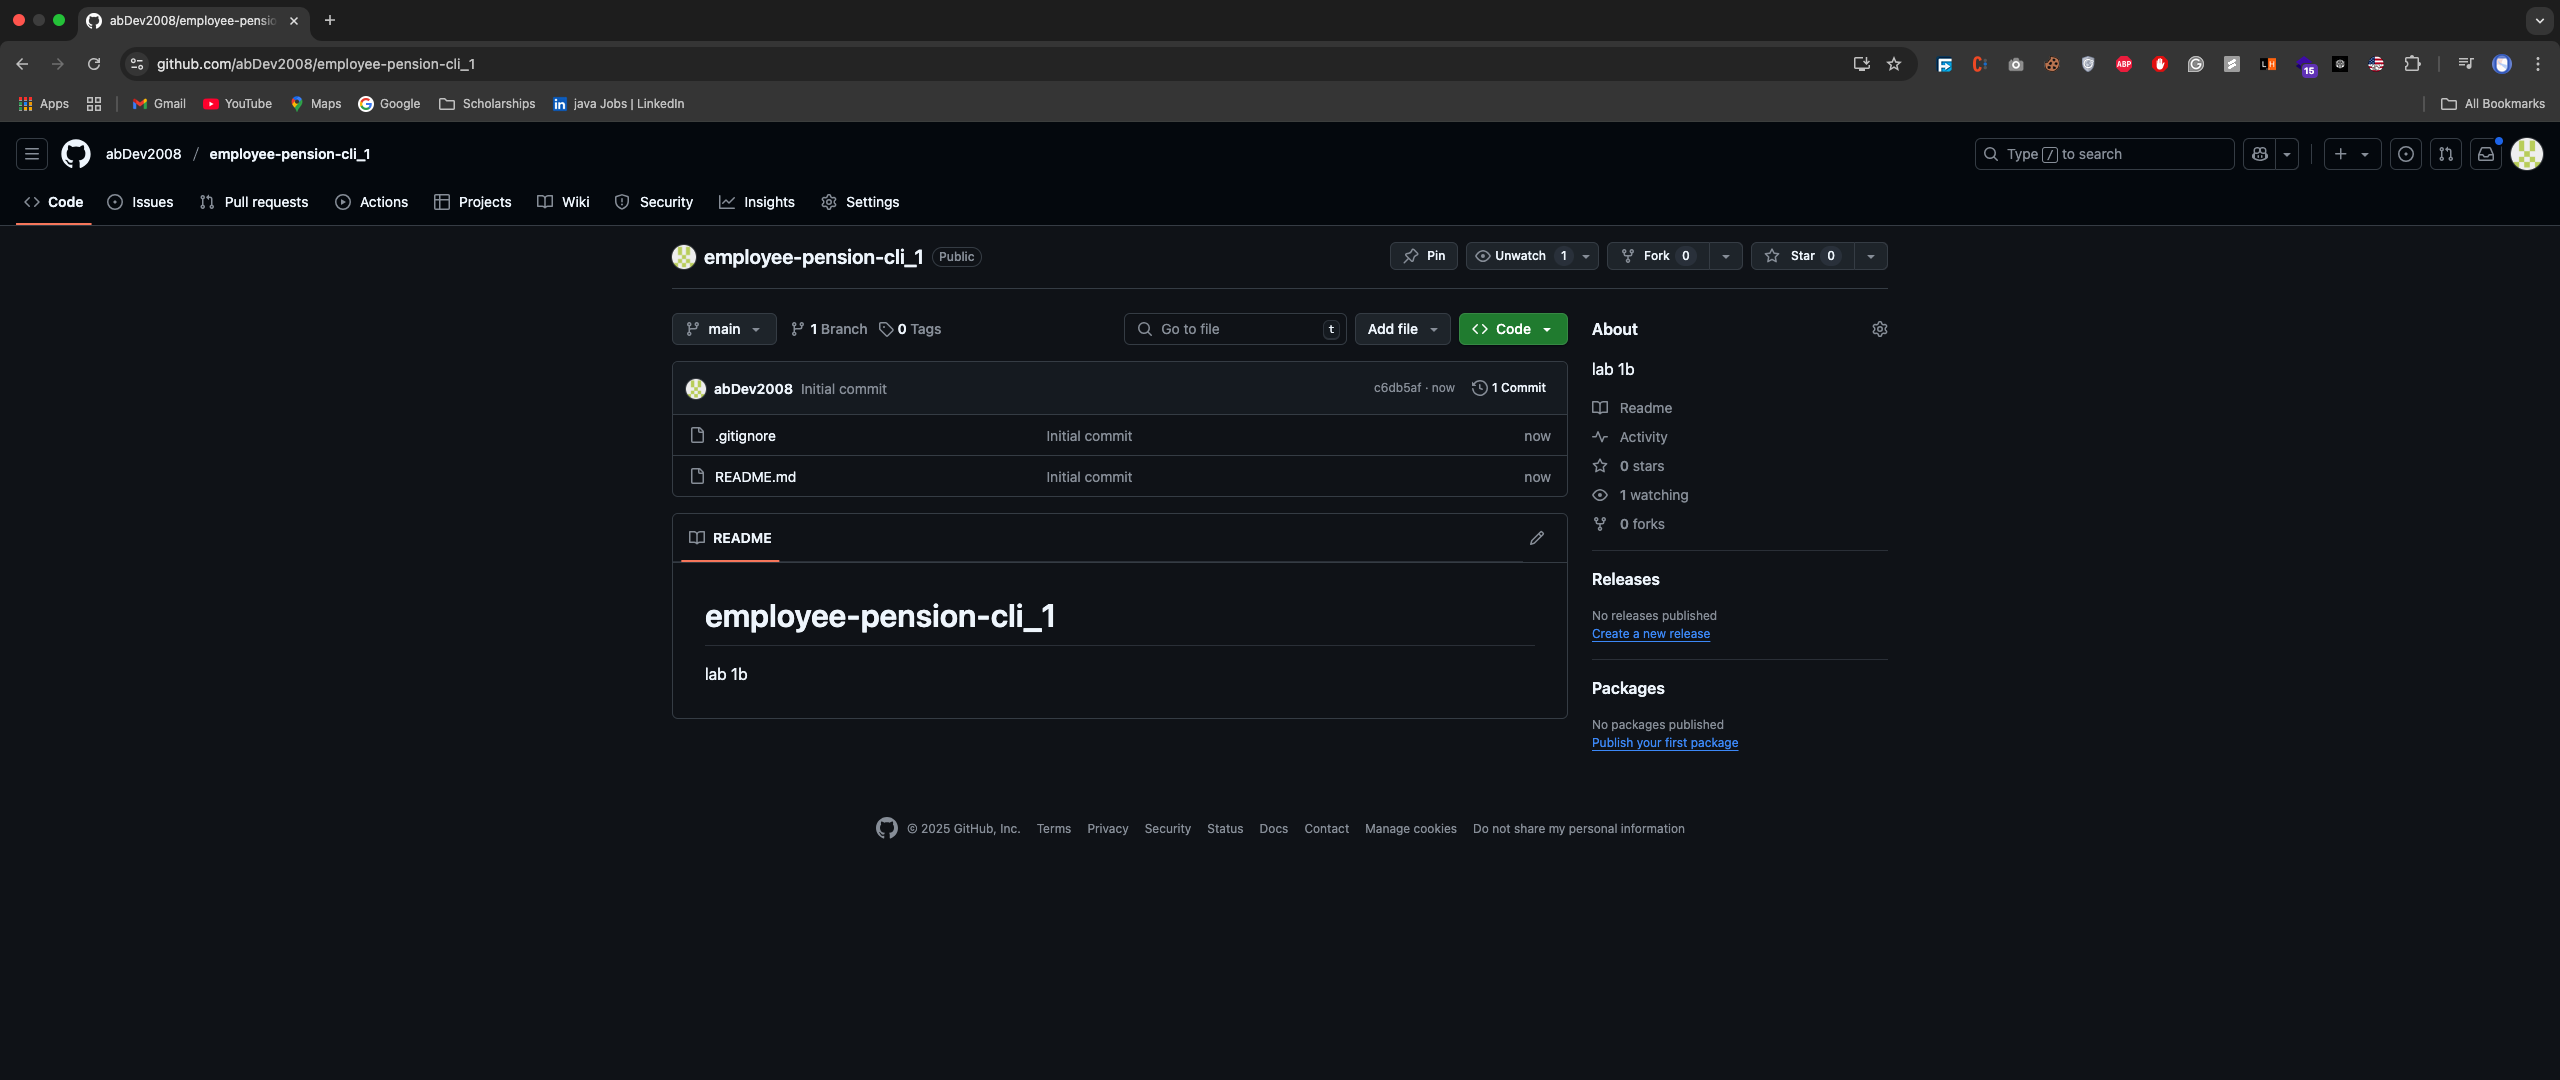 abDev2008/employee-pensio
github.com/abDev2008/employee-pension-cli_1
ABP
15
Apps
Gmail
YouTube
Maps
Google
Scholarships
java Jobs | LinkedIn
All Bookmarks
abDev2008 / employee-pension-cli_1
Type / to search
Code
Issues
Pull requests
Actions
Projects
Wiki
Security
Insights
Settings
employee-pension-cli_1 Public
Pin
Unwatch 1
Fork 0
Star 0
main
1 Branch
0 Tags
Go to file t
Add file
Code
abDev2008 Initial commit
c6db5af · now
1 Commit
.gitignore Initial commit now
README.md Initial commit now
README
employee-pension-cli_1
lab 1b
About
lab 1b
Readme
Activity
0 stars
1 watching
0 forks
Releases
No releases published
Create a new release
Packages
No packages published
Publish your first package
© 2025 GitHub, Inc. Terms Privacy Security Status Docs Contact Manage cookies Do not share my personal information